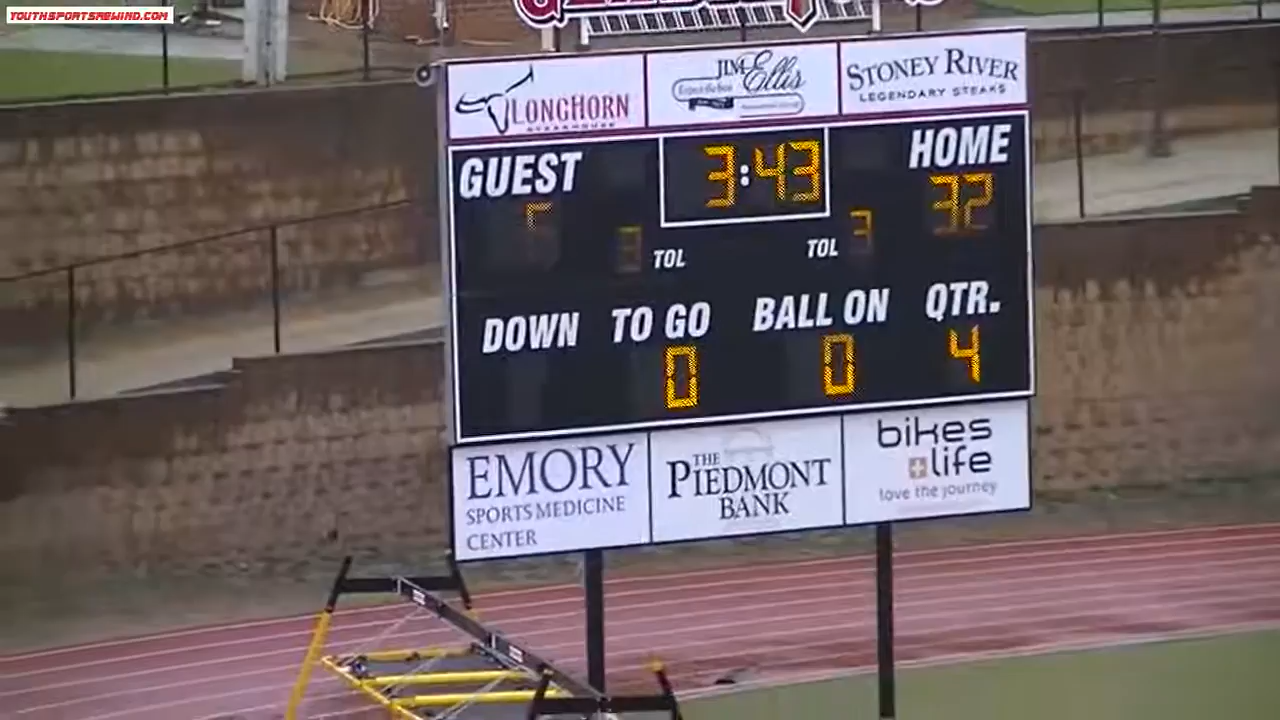 YOUTHSPORTSREWIND.COM
LONGHORN
STEAKHOUSE
JIM Ellis
STONEY RIVER
LEGENDARY STEAKS
GUEST
3:43
HOME
32
TOL
TOL 3
DOWN TO GO BALL ON QTR.
0 0 4
EMORY
SPORTS MEDICINE
CENTER
THE
PIEDMONT
BANK
bikes
life
love the journey